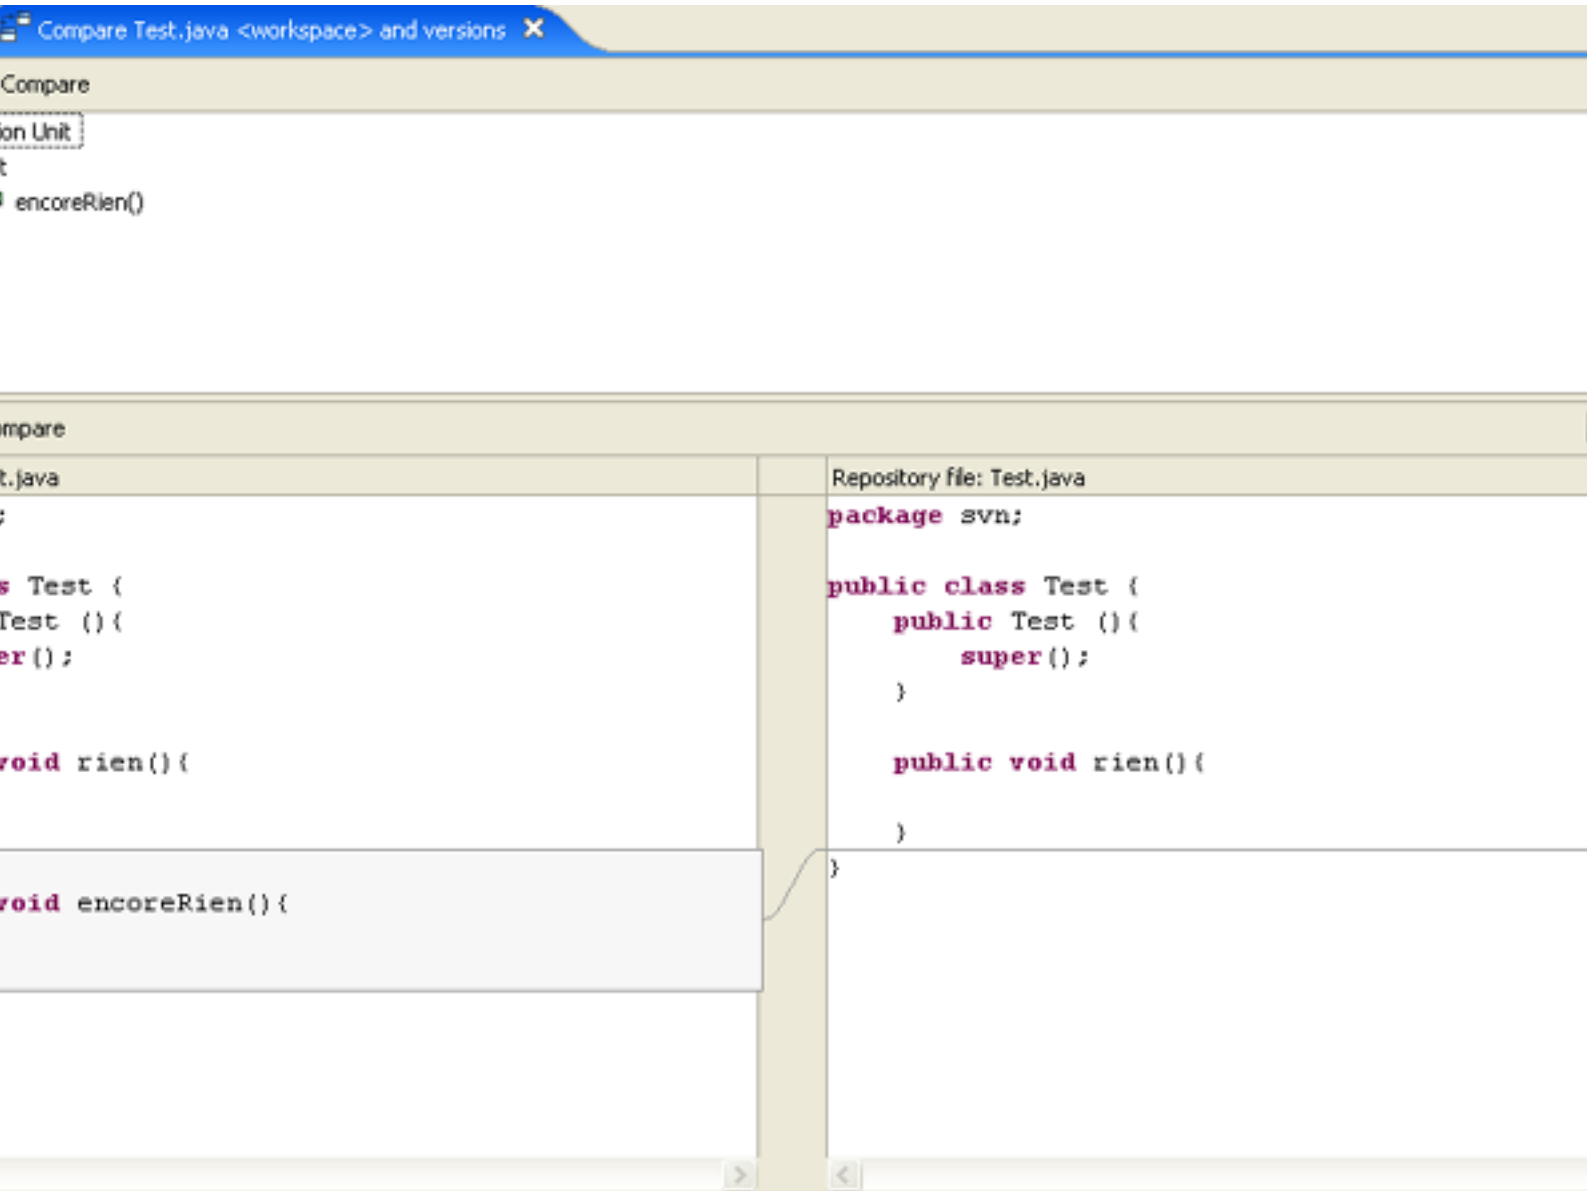 Compare Test.java <workspace> and versions
Compare
ion Unit
t
encoreRien()
mpare
t.java
;
s Test {
Test (){
er();
void rien(){
void encoreRien(){
Repository file: Test.java
package svn;
public class Test {
public Test (){
super();
}
public void rien(){
}
}